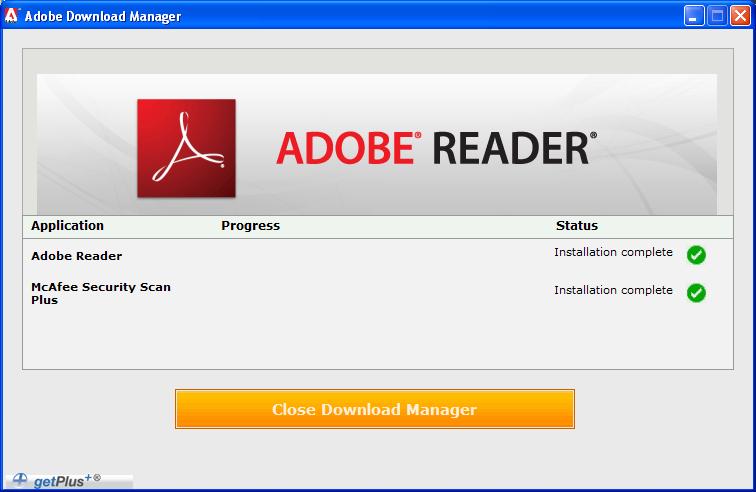 Adobe Download Manager
ADOBE® READER®
Application Progress Status
Adobe Reader Installation complete
McAfee Security Scan Installation complete
Plus
Close Download Manager
getPlus+®